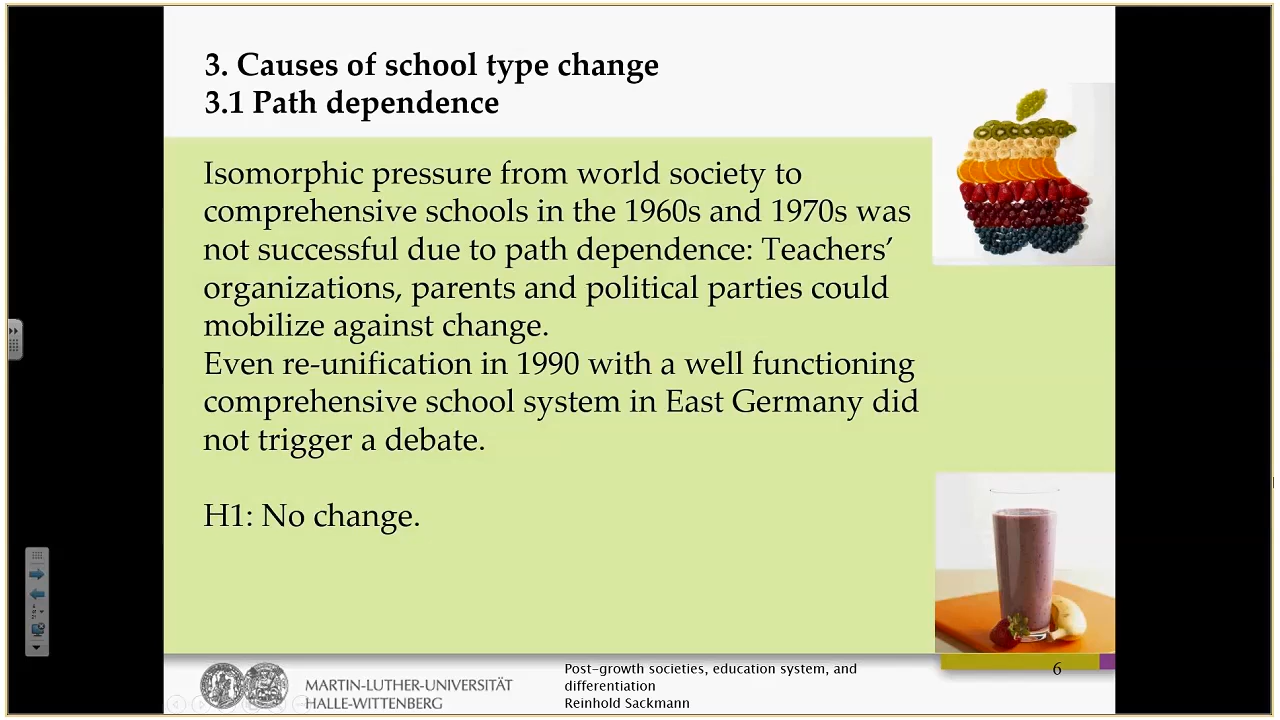 3. Causes of school type change
3.1 Path dependence
Isomorphic pressure from world society to
comprehensive schools in the 1960s and 1970s was
not successful due to path dependence: Teachers’
organizations, parents and political parties could
mobilize against change.
Even re-unification in 1990 with a well functioning
comprehensive school system in East Germany did
not trigger a debate.
H1: No change.
MARTIN-LUTHER-UNIVERSITÄT
HALLE-WITTENBERG
Post-growth societies, education system, and
differentiation
Reinhold Sackmann
6